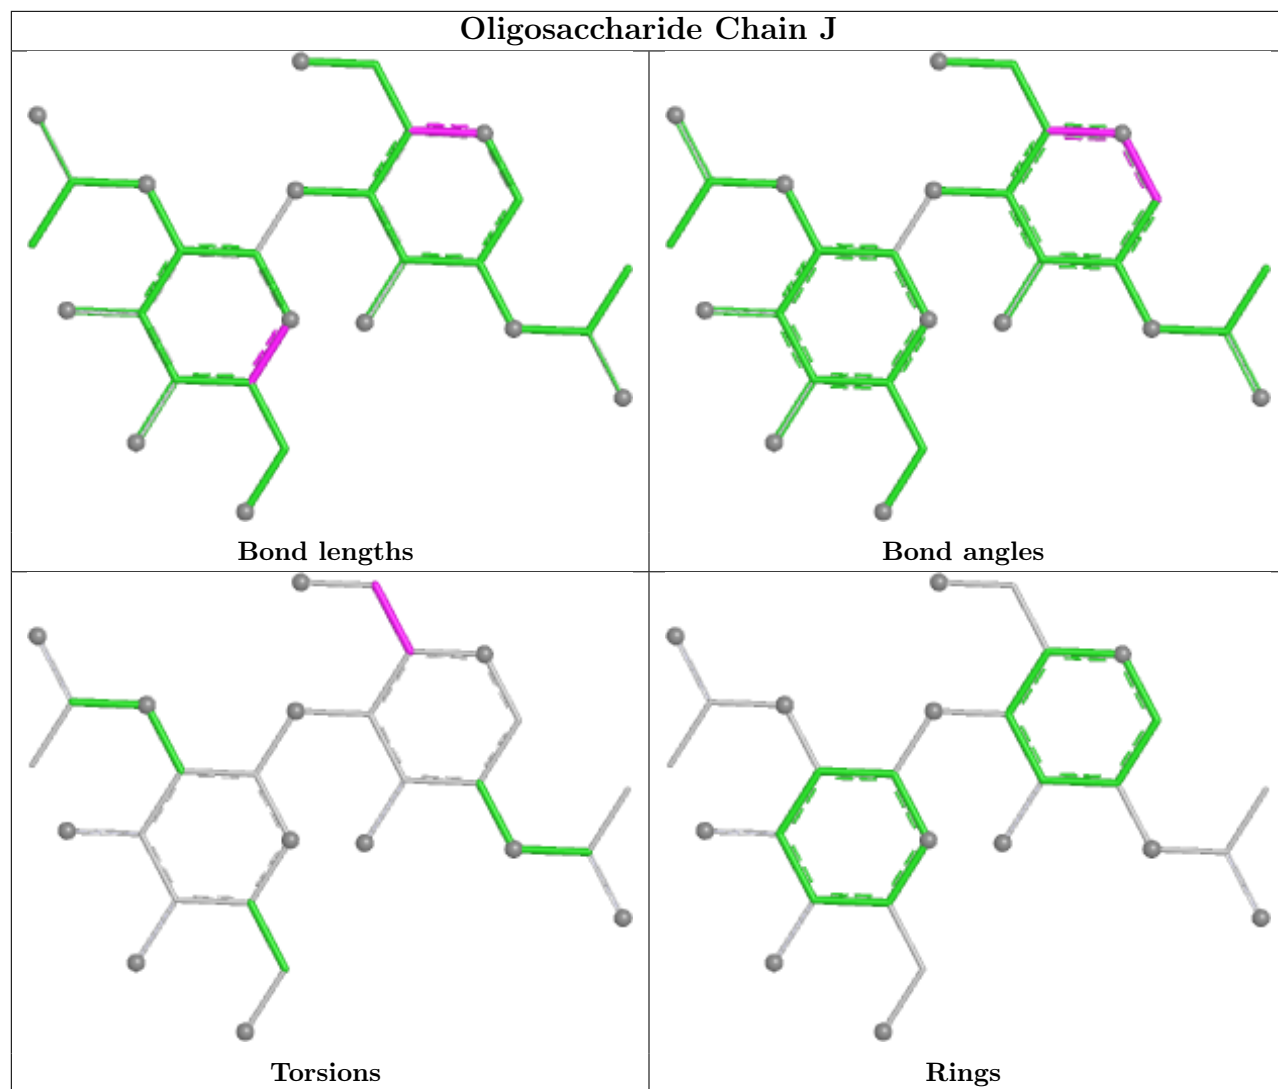 Oligosaccharide Chain J
Bond lengths
Bond angles
Torsions
Rings